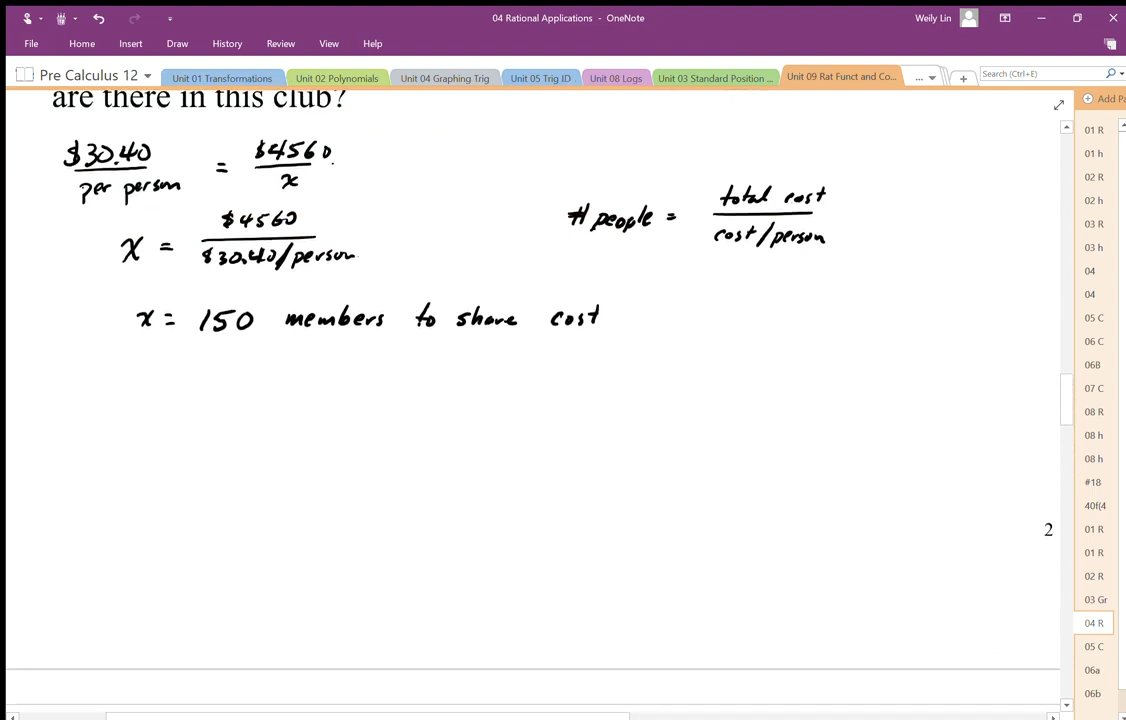 04 Rational Applications - OneNote
Weily Lin
File Home Insert Draw History Review View Help
Pre Calculus 12
Unit 01 Transformations
Unit 02 Polynomials
Unit 04 Graphing Trig
Unit 05 Trig ID
Unit 08 Logs
Unit 03 Standard Position ...
Unit 09 Rat Funct and Co...
...
Search (Ctrl+E)
Add Pa
are there in this club?
$30.40 / per person = $4560 / x
x = $4560 / $30.40/person
# people = total cost / cost/person
x = 150 members to share cost
2
01 R
01 h
02 R
02 h
03 R
03 h
04
04
05 C
06 C
06B
07 C
08 R
08 h
08 h
#18
40f(4
01 R
01 R
02 R
03 Gr
04 R
05 C
06a
06b